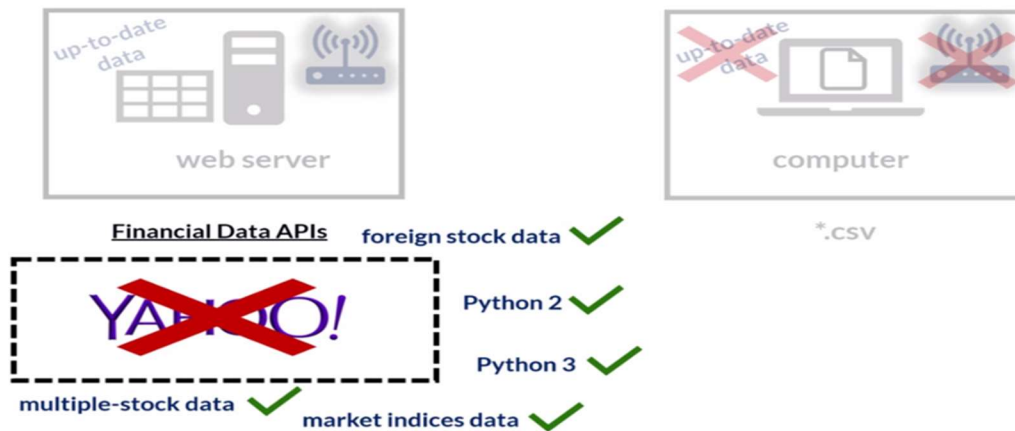 up-to-date
data
web server
up-to-date
data
computer
*.csv
Financial Data APIs
foreign stock data
YAHOO!
Python 2
Python 3
multiple-stock data
market indices data